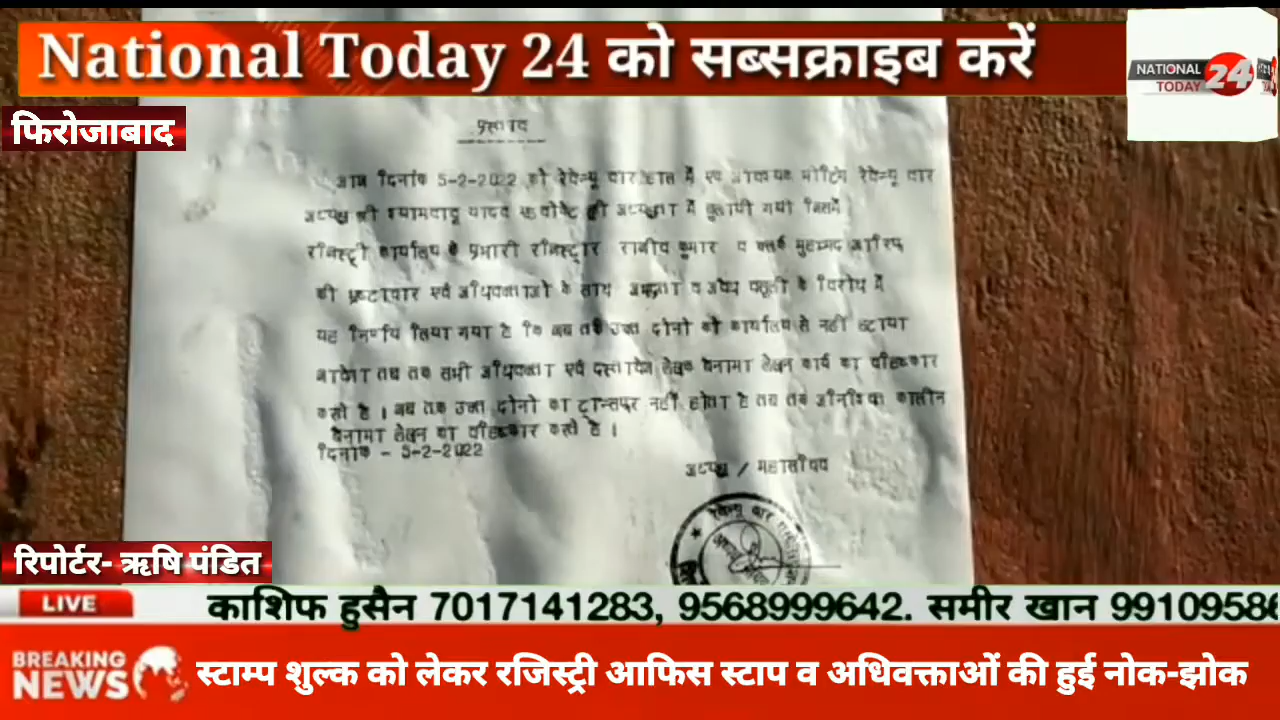 National Today 24 को सब्सक्राइब करें
NATIONAL 24
TODAY
फिरोजाबाद
प्रस्ताव
आज दिनांक 5-2-2022 को रेवेन्यू वार हाल में एक आवश्यक मीटिंग रेवेन्यू वार
अध्यक्ष श्री श्यामबाबू यादव एडवोकेट की अध्यक्षता में बुलायी गयी जिसमें
रजिस्ट्री कार्यालय के प्रभारी रजिस्ट्रार राजीव कुमार व क्लर्क मुहम्मद आरिफ
की भ्रष्टाचार एवं अधिवक्ताओं के साथ अभद्रता व अवैध वसूली के विरोध में
यह निर्णय लिया गया है कि जब तक उक्त दोनो को कार्यालय से नहीं हटाया
जाता तब तक सभी अधिवक्ता एवं दस्तावेज लेखक बैनामा लेखन कार्य का बहिष्कार
करते है । जब तक उक्त दोनो का ट्रान्सफर नहीं होता है तब तक अनिश्चित कालीन
बैनामा लेखन का बहिष्कार करते है ।
दिनांक - 5-2-2022
अध्यक्ष / महासचिव
रेवेन्यू वार
रिपोर्टर- ऋषि पंडित
LIVE
काशिफ हुसैन 7017141283, 9568999642. समीर खान 99109586
BREAKING
NEWS
स्टाम्प शुल्क को लेकर रजिस्ट्री आफिस स्टाप व अधिवक्ताओं की हुई नोक-झोक